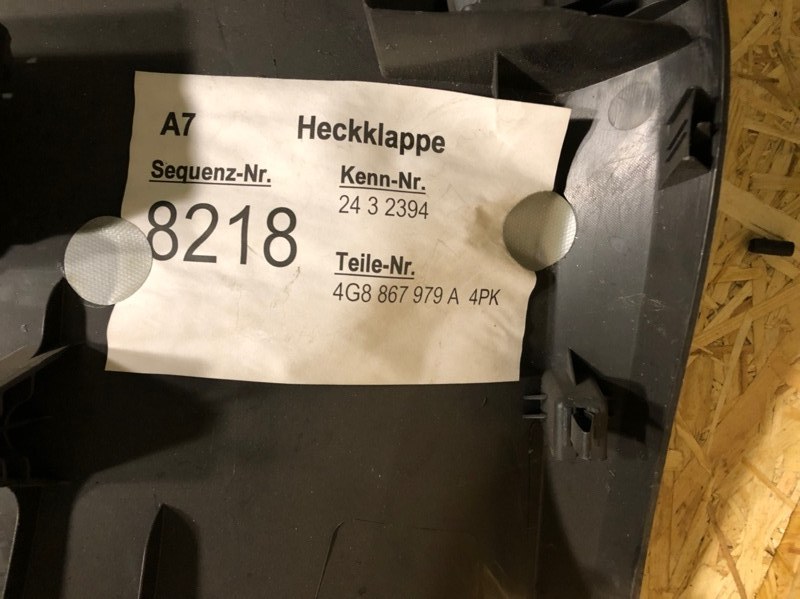 A7 Heckklappe
Sequenz-Nr. Kenn-Nr.
24 3 2394
8218
Teile-Nr.
4G8 867 979 A 4PK